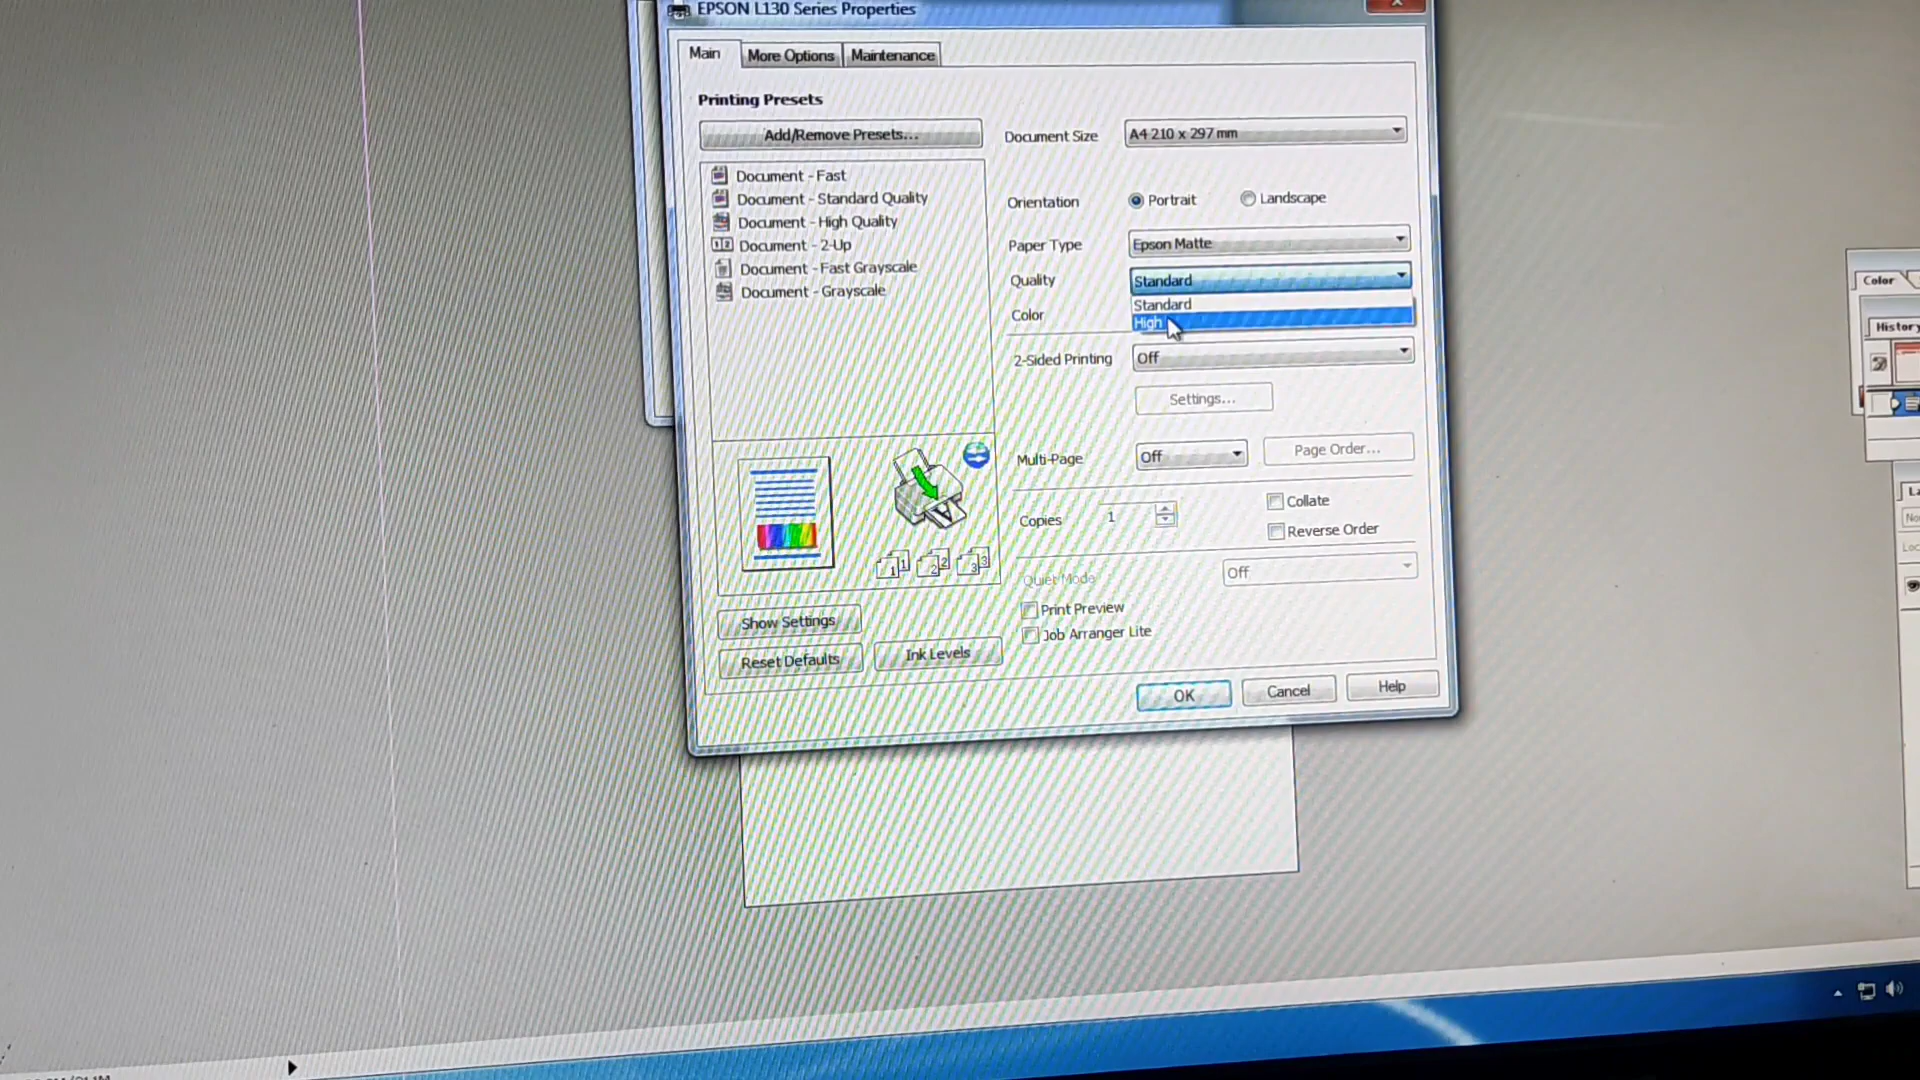 EPSON L130 Series Properties
Main
More Options
Maintenance
Printing Presets
Add/Remove Presets...
Document - Fast
Document - Standard Quality
Document - High Quality
Document - 2-Up
Document - Fast Grayscale
Document - Grayscale
Show Settings
Reset Defaults
Ink Levels
Document Size
A4 210 x 297 mm
Orientation
Portrait
Landscape
Paper Type
Epson Matte
Quality
Standard
Standard
High
Color
2-Sided Printing
Off
Settings...
Multi-Page
Off
Page Order...
Copies
1
Collate
Reverse Order
Quiet Mode
Off
Print Preview
Job Arranger Lite
OK
Cancel
Help
Color
History